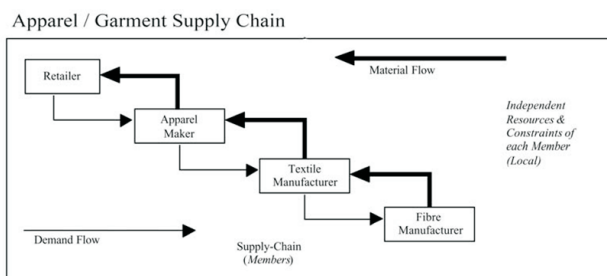 Apparel / Garment Supply Chain
Material Flow
Retailer
Independent
Resources &
Constraints of
each Member
(Local)
Apparel
Maker
Textile
Manufacturer
Fibre
Manufacturer
Demand Flow
Supply-Chain
(Members)